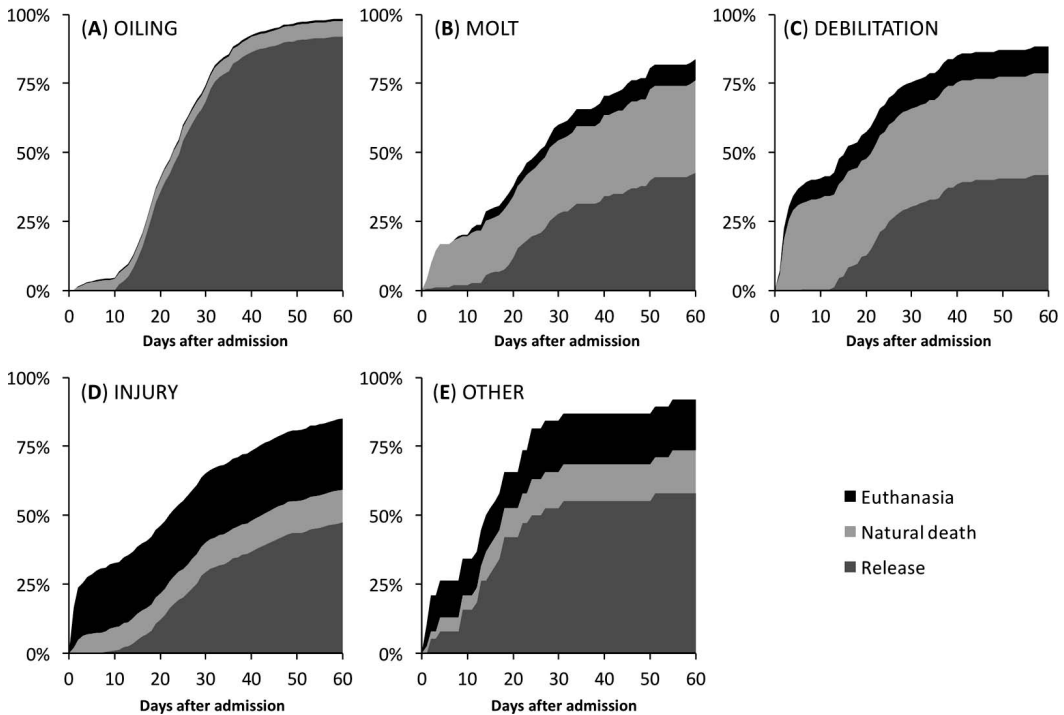 (A) OILING
100%
75%
50%
25%
0%
0 10 20 30 40 50 60
Days after admission
(B) MOLT
100%
75%
50%
25%
0%
0 10 20 30 40 50 60
Days after admission
(C) DEBILITATION
100%
75%
50%
25%
0%
0 10 20 30 40 50 60
Days after admission
(D) INJURY
100%
75%
50%
25%
0%
0 10 20 30 40 50 60
Days after admission
(E) OTHER
100%
75%
50%
25%
0%
0 10 20 30 40 50 60
Days after admission
Euthanasia
Natural death
Release